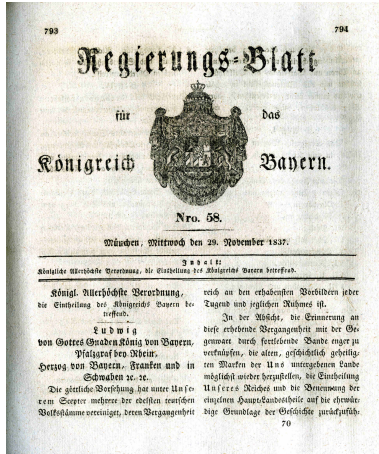 793
794
Regierungs-Blatt
für das
Königreich Bayern.
Nro. 58.
München, Mittwoch den 29. November 1837.
Inhalt:
Königliche Allerhöchste Verordnung, die Eintheilung des Königreichs Bayern betreffend.
Königl. Allerhöchste Verordnung,
die Eintheilung des Königreichs Bayern be-
treffend.
Ludwig
von Gottes Gnaden König von Bayern,
Pfalzgraf bey Rhein,
Herzog von Bayern, Franken und in
Schwaben ꝛc. ꝛc.
Die göttliche Vorsehung hat unter Unse-
rem Scepter mehrere der edelsten teutschen
Volksstämme vereiniget, deren Vergangenheit
reich an den erhabensten Vorbildern jeder
Tugend und jeglichen Ruhmes ist.
In der Absicht, die Erinnerung an
diese erhebende Vergangenheit mit der Ge-
genwart durch fortlebende Bande enger zu
verknüpfen, die alten, geschichtlich geheilig-
ten Marken der Uns untergebenen Lande
möglichst wieder herzustellen, die Eintheilung
Unseres Reiches und die Benennung der
einzelnen Haupt-Landestheile auf die ehrwür-
dige Grundlage der Geschichte zurückzufüh-
70